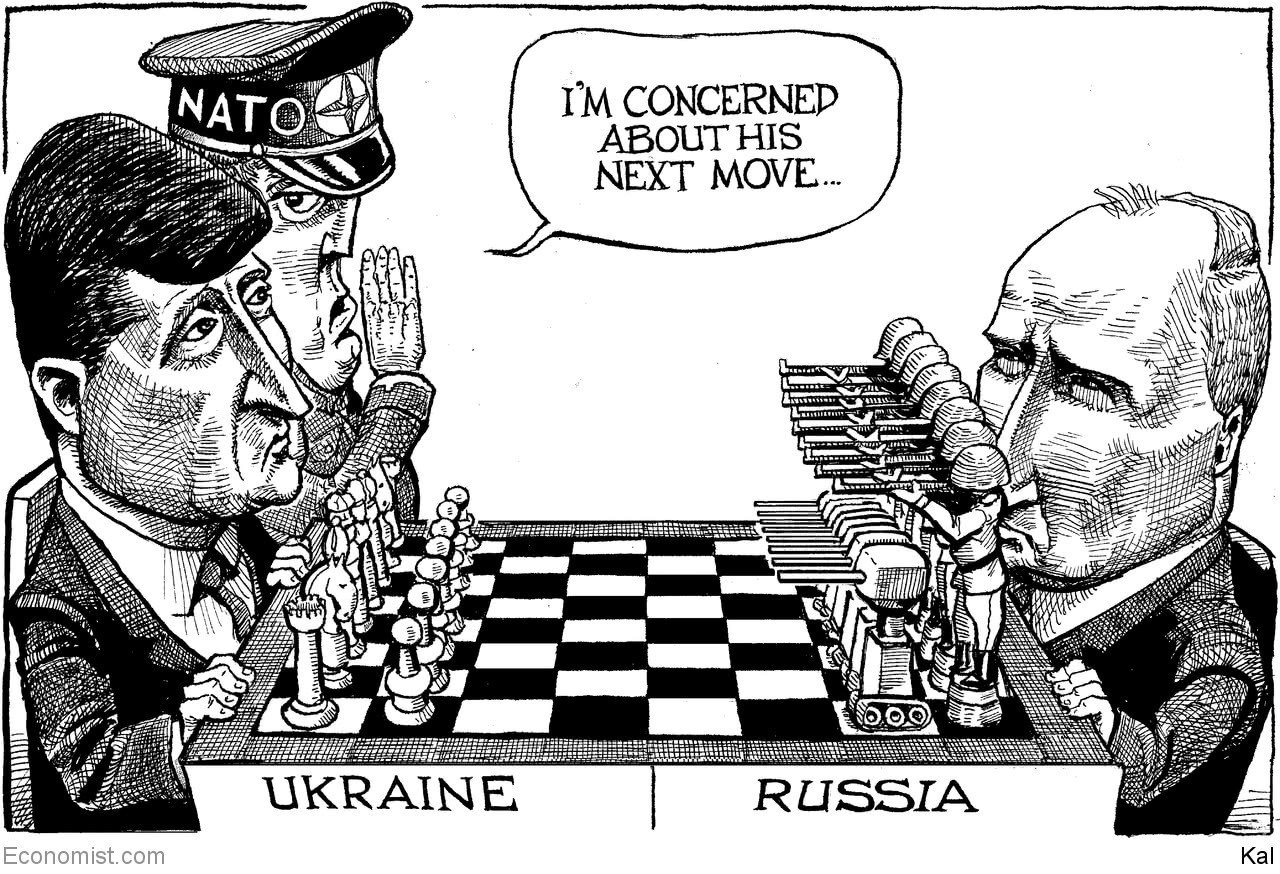 NATO
I'M CONCERNED
ABOUT HIS
NEXT MOVE...
UKRAINE
RUSSIA
Economist.com
Kal